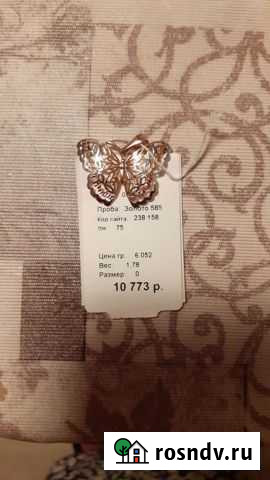 Проба: Золото 585
Код сайта: 238 158
75
Цена гр. 6 052
Вес: 1,78
Размер: 0
10 773 р.
rosndv.ru